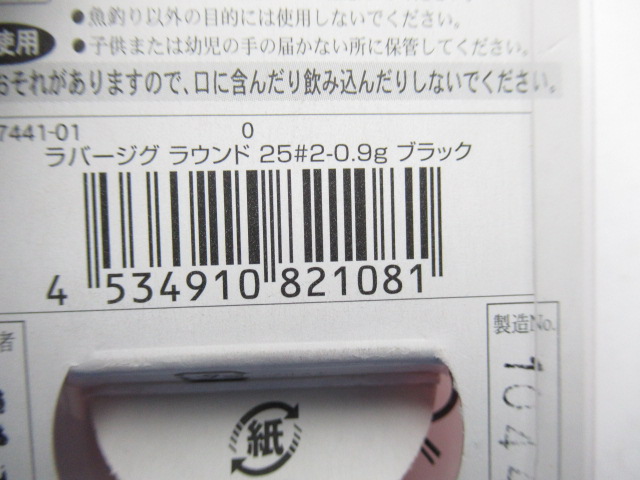 ●魚釣り以外の目的には使用しないでください。
使用
●子供または幼児の手の届かない所に保管してください。
おそれがありますので、口に含んだり飲み込んだりしないでください。
7441-01 0
ラバージグ ラウンド 25#2-0.9g ブラック
4 534910 821081
者
製造No.
紙